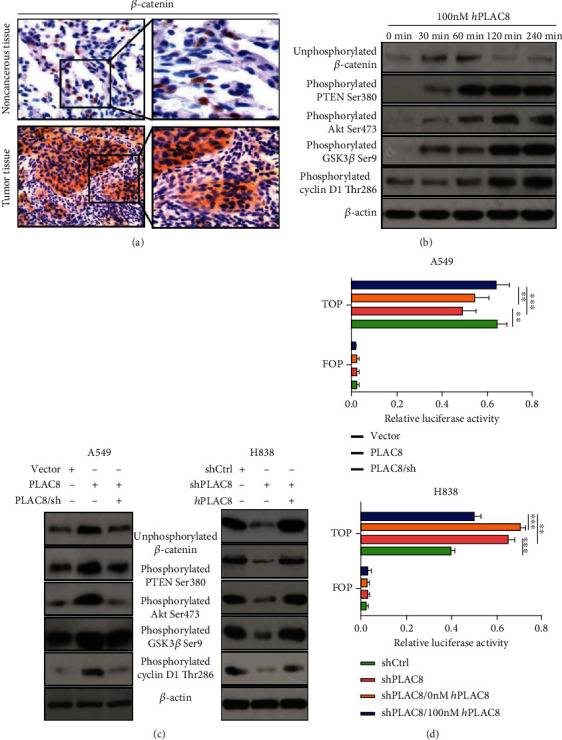 β-catenin
Noncancerous tissue
Tumor tissue
(a)
100nM hPLAC8
0 min 30 min 60 min 120 min 240 min
Unphosphorylated
β-catenin
Phosphorylated
PTEN Ser380
Phosphorylated
Akt Ser473
Phosphorylated
GSK3β Ser9
Phosphorylated
cyclin D1 Thr286
β-actin
(b)
A549
Vector + – –
PLAC8 – + +
PLAC8/sh – – +
H838
shCtrl + – –
shPLAC8 – + +
hPLAC8 – – +
Unphosphorylated
β-catenin
Phosphorylated
PTEN Ser380
Phosphorylated
Akt Ser473
Phosphorylated
GSK3β Ser9
Phosphorylated
cyclin D1 Thr286
β-actin
(c)
A549
TOP
**
***
**
FOP
0.0 0.2 0.4 0.6 0.8
Relative luciferase activity
Vector
PLAC8
PLAC8/sh
H838
TOP
***
**
***
FOP
0.0 0.2 0.4 0.6 0.8
Relative luciferase activity
shCtrl
shPLAC8
shPLAC8/0nM hPLAC8
shPLAC8/100nM hPLAC8
(d)